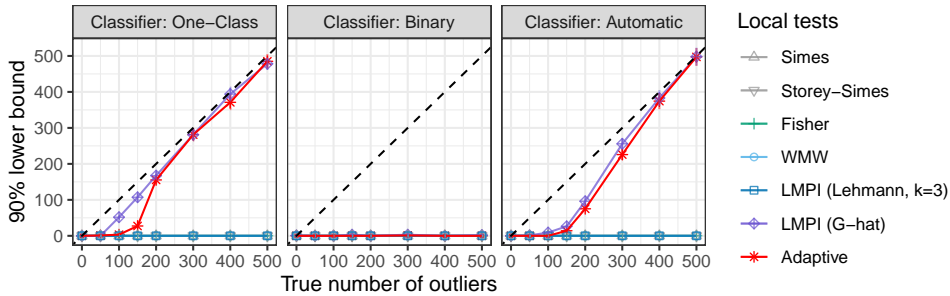 Classifier: One−Class
Classifier: Binary
Classifier: Automatic
90% lower bound
500
400
300
200
100
0
0 100 200 300 400 500
0 100 200 300 400 500
0 100 200 300 400 500
True number of outliers
Local tests
Simes
Storey−Simes
Fisher
WMW
LMPI (Lehmann, k=3)
LMPI (G−hat)
Adaptive